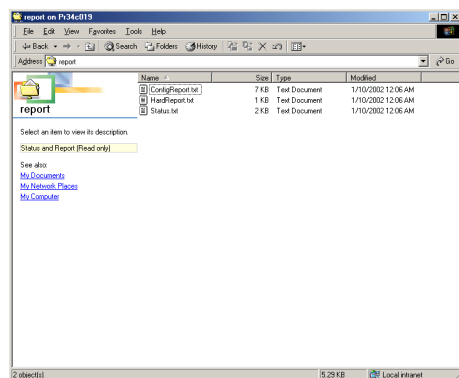 report on Pr34c019
File Edit View Favorites Tools Help
Back Search Folders History
Address report Go
Name Size Type Modified
ConfigReport.txt 7 KB Text Document 1/10/2002 12:06 AM
HardReport.txt 1 KB Text Document 1/10/2002 12:06 AM
Status.txt 2 KB Text Document 1/10/2002 12:06 AM
report
Select an item to view its description.
Status and Report (Read only)
See also:
My Documents
My Network Places
My Computer
2 object(s) 5.29 KB Local intranet